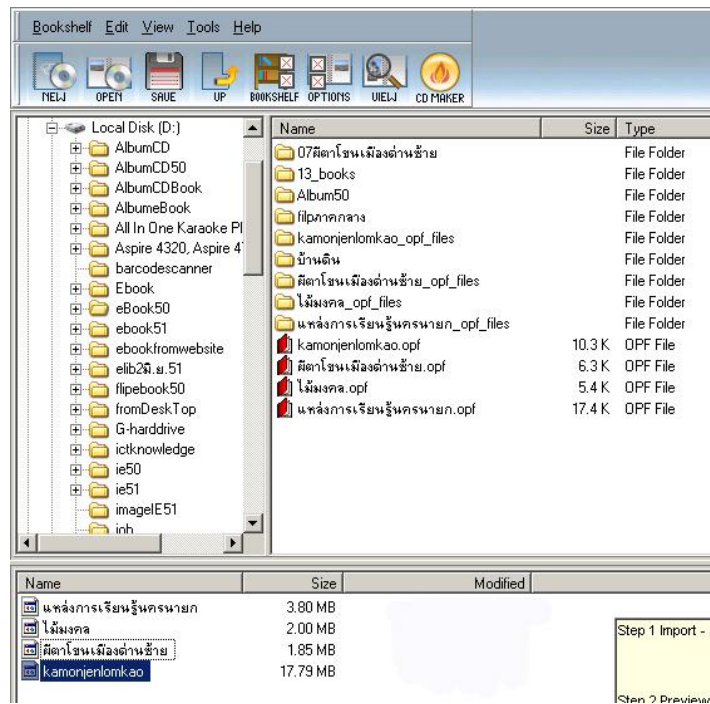 Bookshelf Edit View Tools Help
NEW OPEN SAVE UP BOOKSHELF OPTIONS VIEW CD MAKER
Local Disk (D:)
AlbumCD
AlbumCD50
AlbumCDBook
AlbumeBook
All In One Karaoke Pl
Aspire 4320, Aspire 4
barcodescanner
Ebook
eBook50
ebook51
ebookfromwebsite
elib2มิ.ย.51
flipebook50
fromDeskTop
G-harddrive
ictknowledge
ie50
ie51
imageIE51
job
Name Size Type
07ผีตาโขนเมืองด่านซ้าย File Folder
13_books File Folder
Album50 File Folder
filpภาคกลาง File Folder
kamonjenlomkao_opf_files File Folder
บ้านดิน File Folder
ผีตาโขนเมืองด่านซ้าย_opf_files File Folder
ไม้มงคล_opf_files File Folder
แหล่งการเรียนรู้นครนายก_opf_files File Folder
kamonjenlomkao.opf 10.3 K OPF File
ผีตาโขนเมืองด่านซ้าย.opf 6.3 K OPF File
ไม้มงคล.opf 5.4 K OPF File
แหล่งการเรียนรู้นครนายก.opf 17.4 K OPF File
Name Size Modified
แหล่งการเรียนรู้นครนายก 3.80 MB
ไม้มงคล 2.00 MB
ผีตาโขนเมืองด่านซ้าย 1.85 MB
kamonjenlomkao 17.79 MB
Step 1 Import -
Step 2 Preview